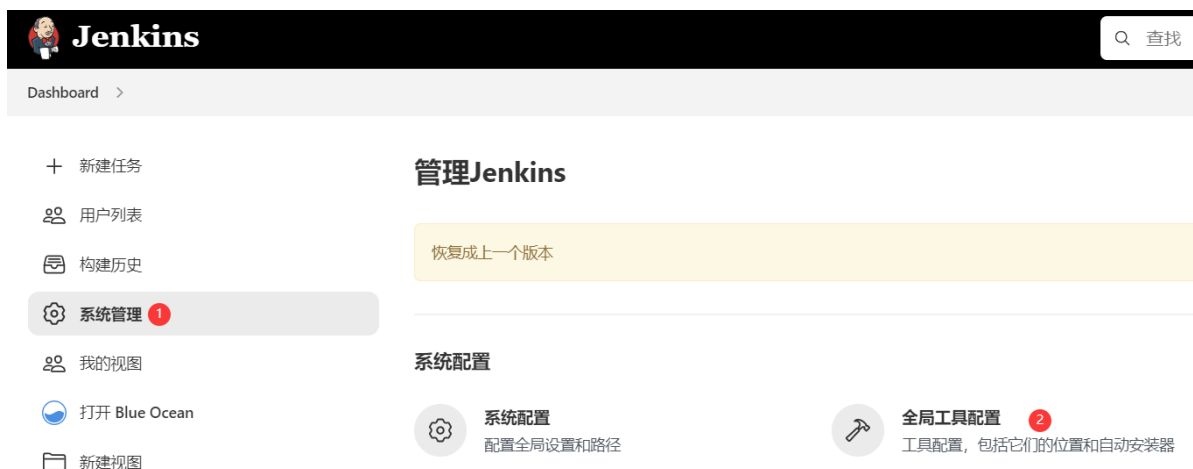 Jenkins
查找
Dashboard >
新建任务
用户列表
构建历史
系统管理 1
我的视图
打开 Blue Ocean
新建视图
管理Jenkins
恢复成上一个版本
系统配置
系统配置
配置全局设置和路径
全局工具配置 2
工具配置，包括它们的位置和自动安装器